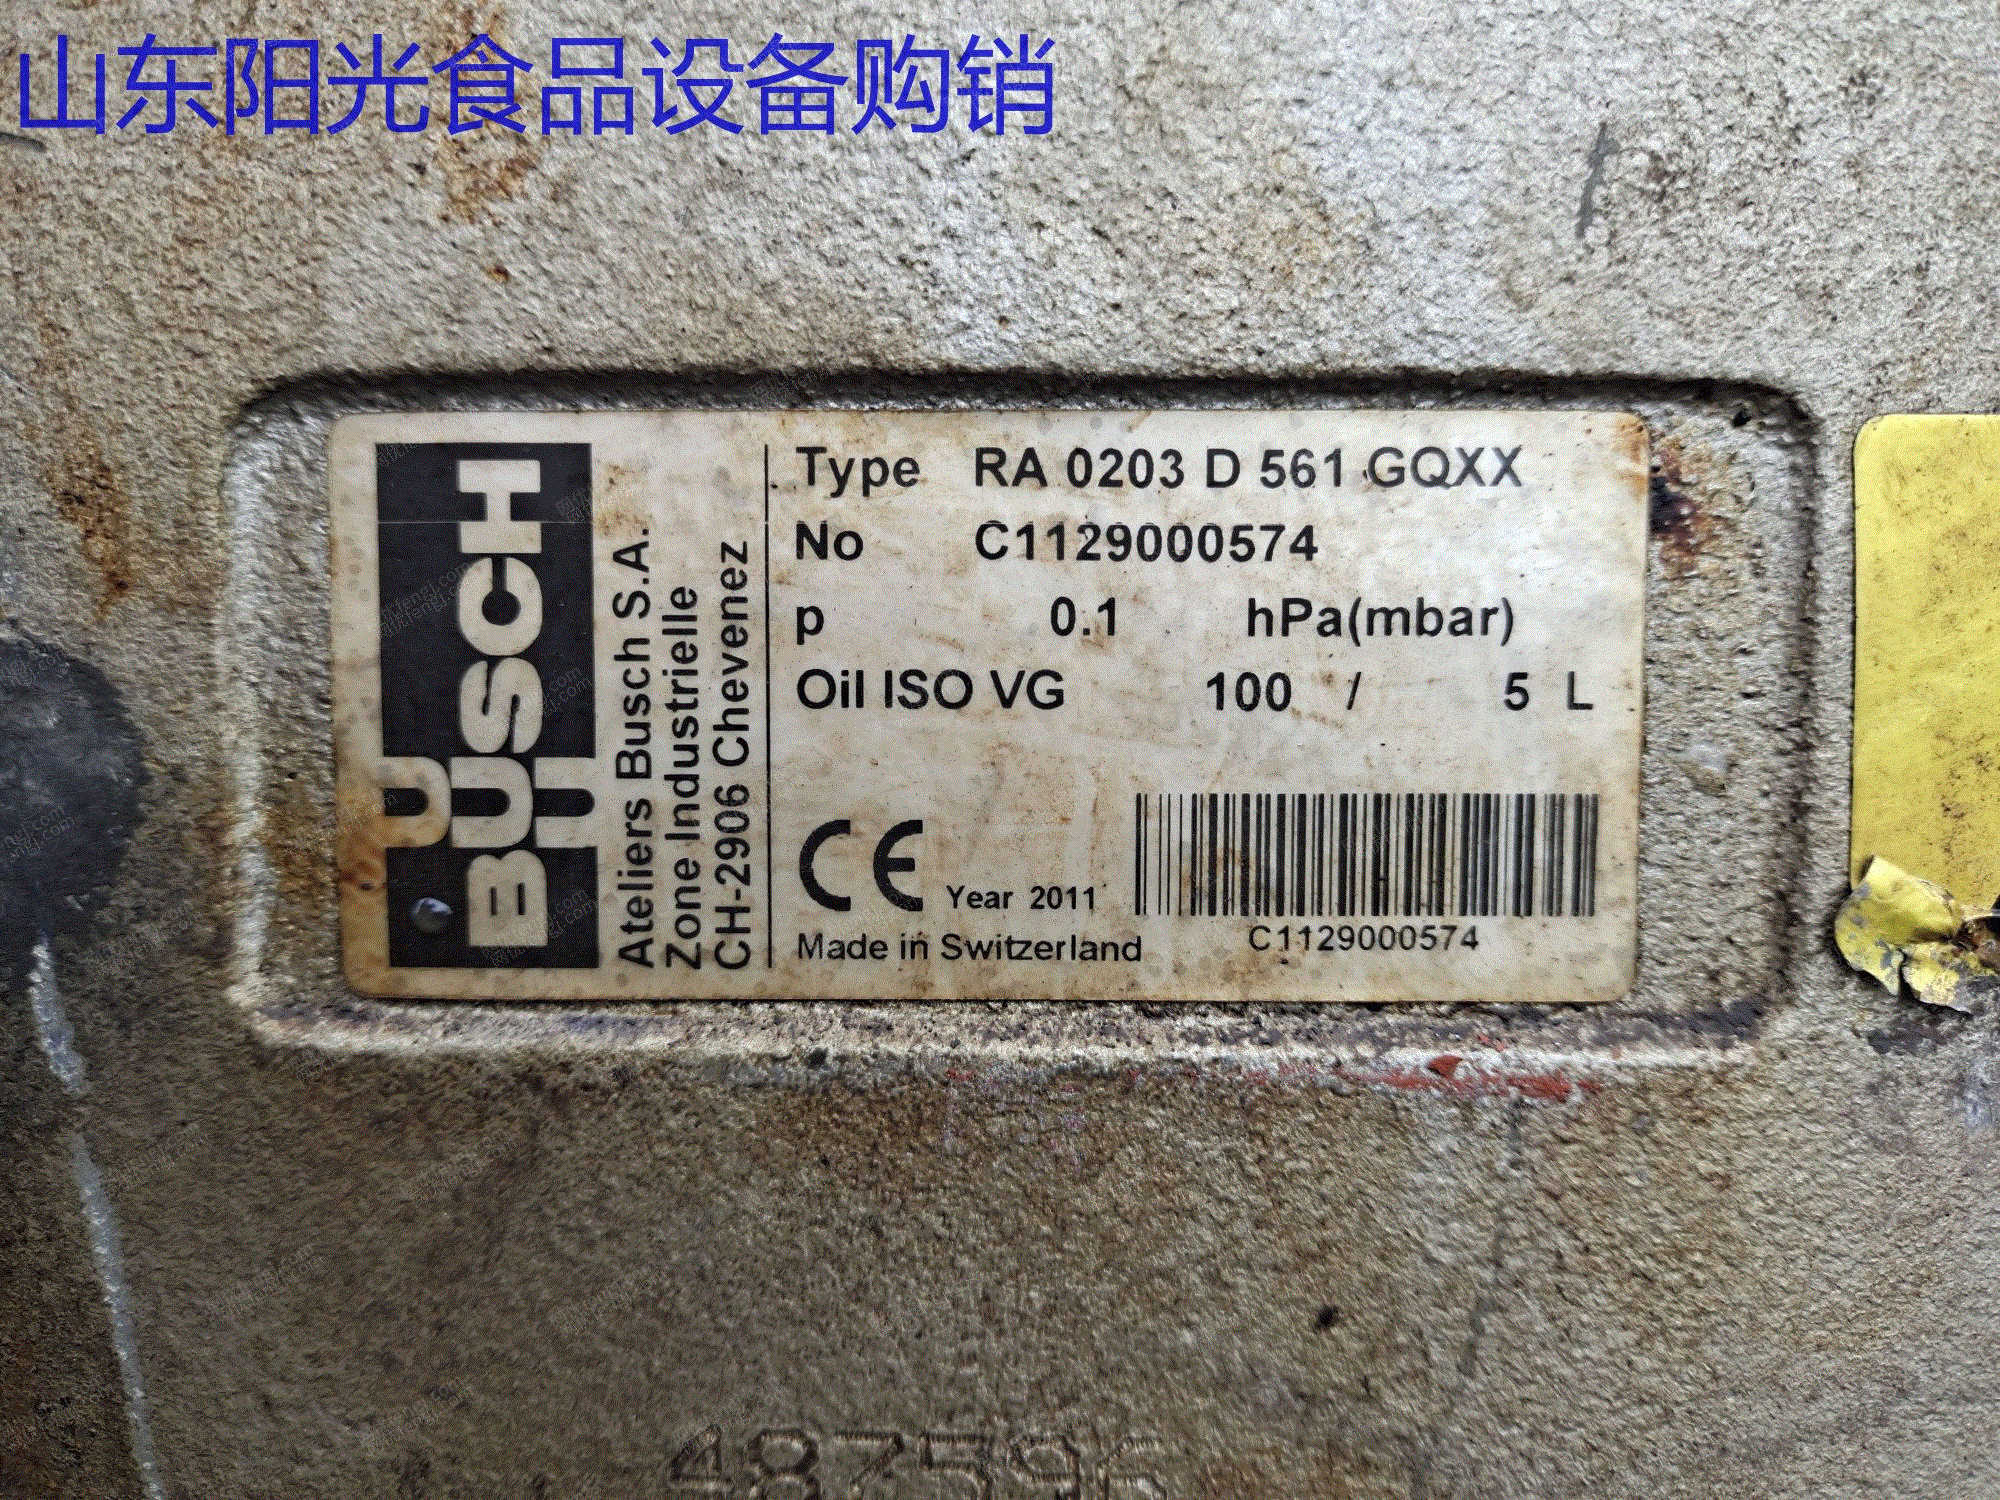 山东阳光食品设备购销
BUSCH
Ateliers Busch S.A.
Zone Industrielle
CH-2906 Chevenez
Type RA 0203 D 561 GQXX
No C1129000574
p 0.1 hPa(mbar)
Oil ISO VG 100 / 5 L
CE Year 2011
Made in Switzerland
C1129000574